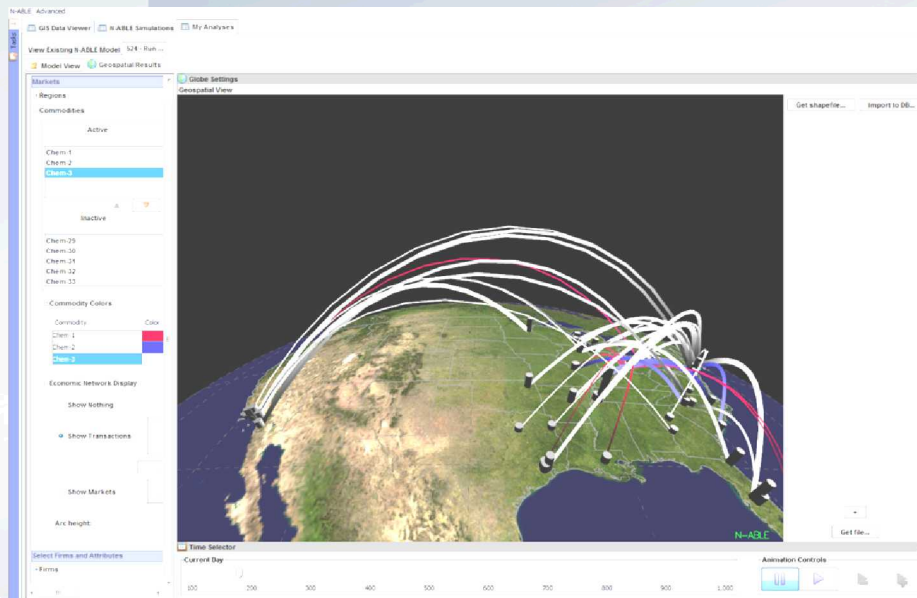 N-ABLE Advanced
Tasks
GIS Data Viewer N-ABLE Simulations My Analyses
View Existing N-ABLE Model 524 - Run ...
Model View Geospatial Results
Markets
Regions
Commodities
Active
Chem-1
Chem-2
Chem-3
Inactive
Chem-29
Chem-30
Chem-31
Chem-32
Chem-33
Commodity Colors
Commodity Color
Chem-1
Chem-2
Chem-3
Economic Network Display
Show Nothing
Show Transactions
Show Markets
Arc height
Select Firms and Attributes
Firms
Globe Settings
Geospatial View
N-ABLE
Get shapefile... Import to DB...
Get file...
Time Selector
Current Day
100 200 300 400 500 600 700 800 900 1,000
Animation Controls